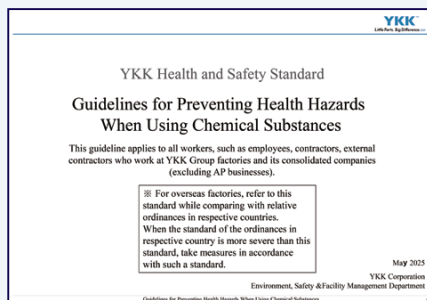 YKK
Little Parts. Big Difference.
YKK Health and Safety Standard
Guidelines for Preventing Health Hazards
When Using Chemical Substances
This guideline applies to all workers, such as employees, contractors, external
contractors who work at YKK Group factories and its consolidated companies
(excluding AP businesses).
※ For overseas factories, refer to this
standard while comparing with relative
ordinances in respective countries.
When the standard of the ordinances in
respective country is more severe than this
standard, take measures in accordance
with such a standard.
May 2025
YKK Corporation
Environment, Safety &Facility Management Department
Guidelines for Preventing Health Hazards When Using Chemical Substances